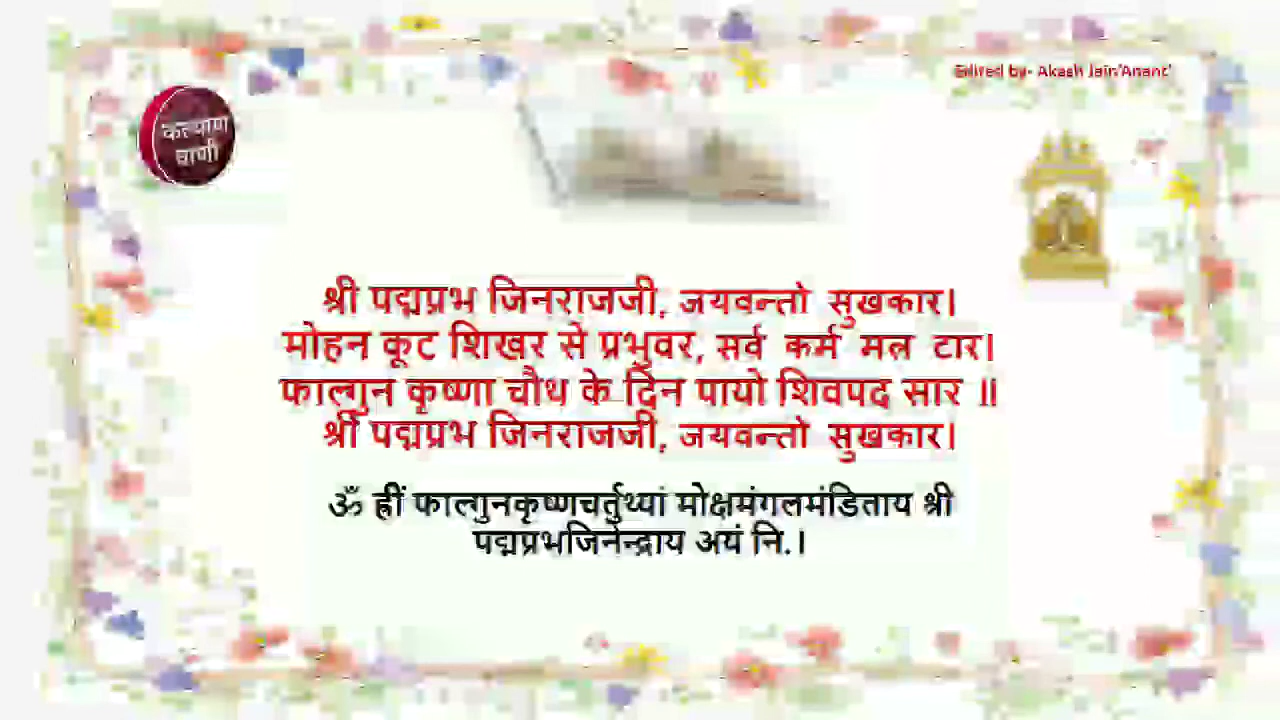 Edited by- Akash Jain'Anant'
कल्याण
वाणी
श्री पद्मप्रभ जिनराजजी, जयवन्तो सुखकार।
मोहन कूट शिखर से प्रभुवर, सर्व कर्म मल टार।
फाल्गुन कृष्णा चौथ के दिन पायो शिवपद सार ॥
श्री पद्मप्रभ जिनराजजी, जयवन्तो सुखकार।
ॐ ह्रीं फाल्गुनकृष्णचर्तुथ्यां मोक्षमंगलमंडिताय श्री
पद्मप्रभजिनेन्द्राय अर्घ्यं नि.।